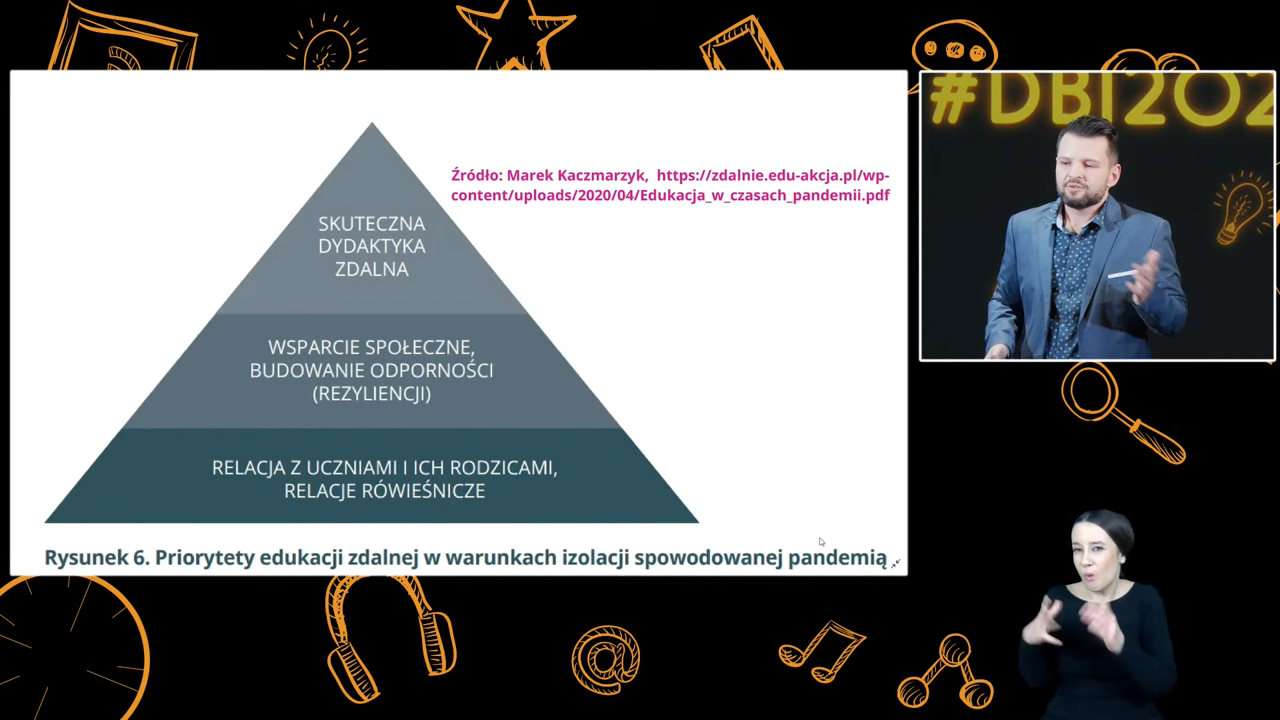 #DBI202
Źródło: Marek Kaczmarzyk, https://zdalnie.edu-akcja.pl/wp-
content/uploads/2020/04/Edukacja_w_czasach_pandemii.pdf
SKUTECZNA
DYDAKTYKA
ZDALNA
WSPARCIE SPOŁECZNE,
BUDOWANIE ODPORNOŚCI
(REZYLIENCJI)
RELACJA Z UCZNIAMI I ICH RODZICAMI,
RELACJE RÓWIEŚNICZE
Rysunek 6. Priorytety edukacji zdalnej w warunkach izolacji spowodowanej pandemią